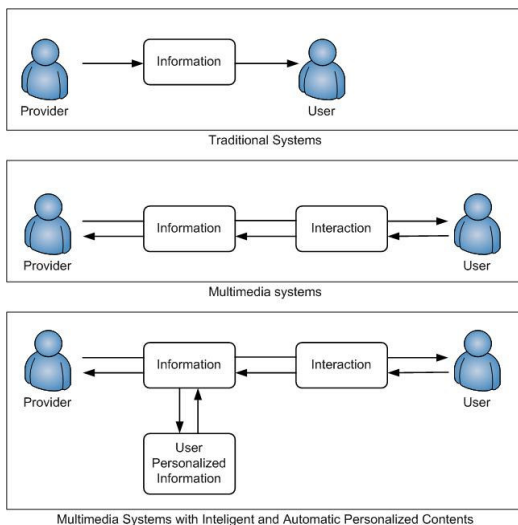 Information
Provider
User
Traditional Systems
Information
Interaction
Provider
User
Multimedia systems
Information
Interaction
Provider
User
User
Personalized
Information
Multimedia Systems with Inteligent and Automatic Personalized Contents